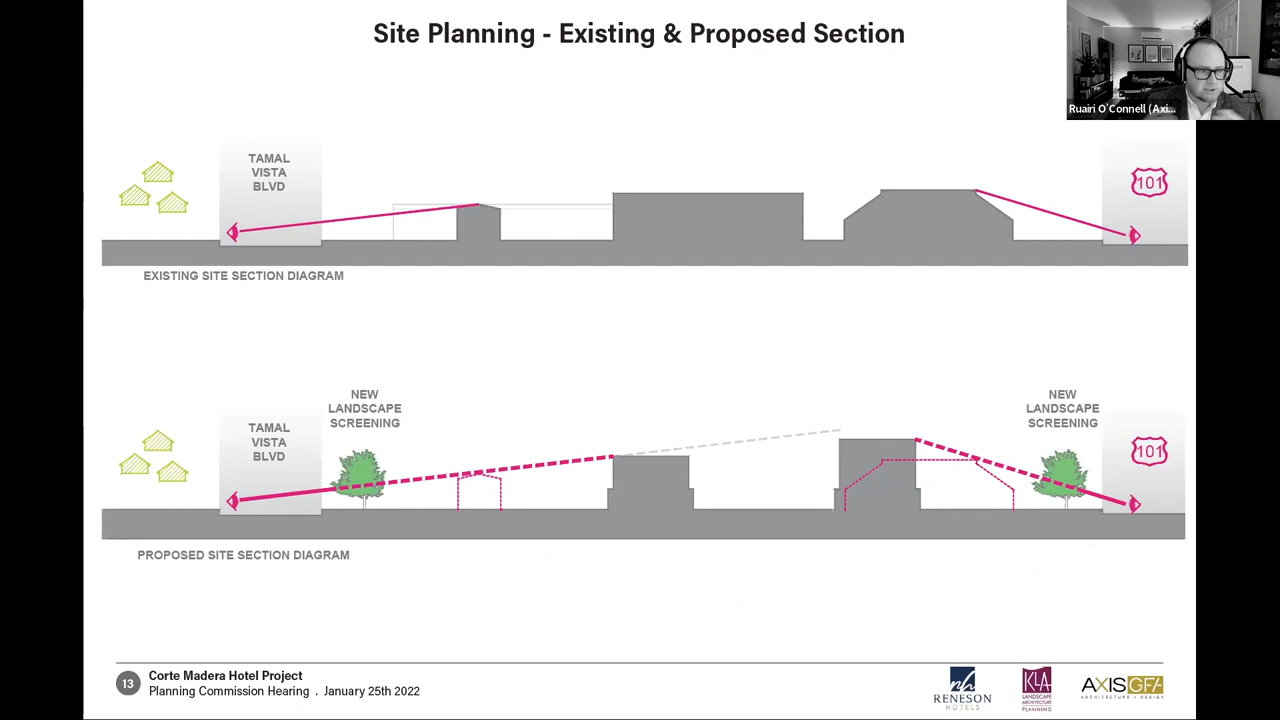 Site Planning - Existing & Proposed Section
Ruairi O'Connell (Axi...
TAMAL
VISTA
BLVD
101
EXISTING SITE SECTION DIAGRAM
NEW
LANDSCAPE
SCREENING
NEW
LANDSCAPE
SCREENING
TAMAL
VISTA
BLVD
101
PROPOSED SITE SECTION DIAGRAM
13
Corte Madera Hotel Project
Planning Commission Hearing . January 25th 2022
rh
RENESON
HOTELS
KLA
LANDSCAPE
ARCHITECTURE
PLANNING
AXISGFA
ARCHITECTURE + DESIGN